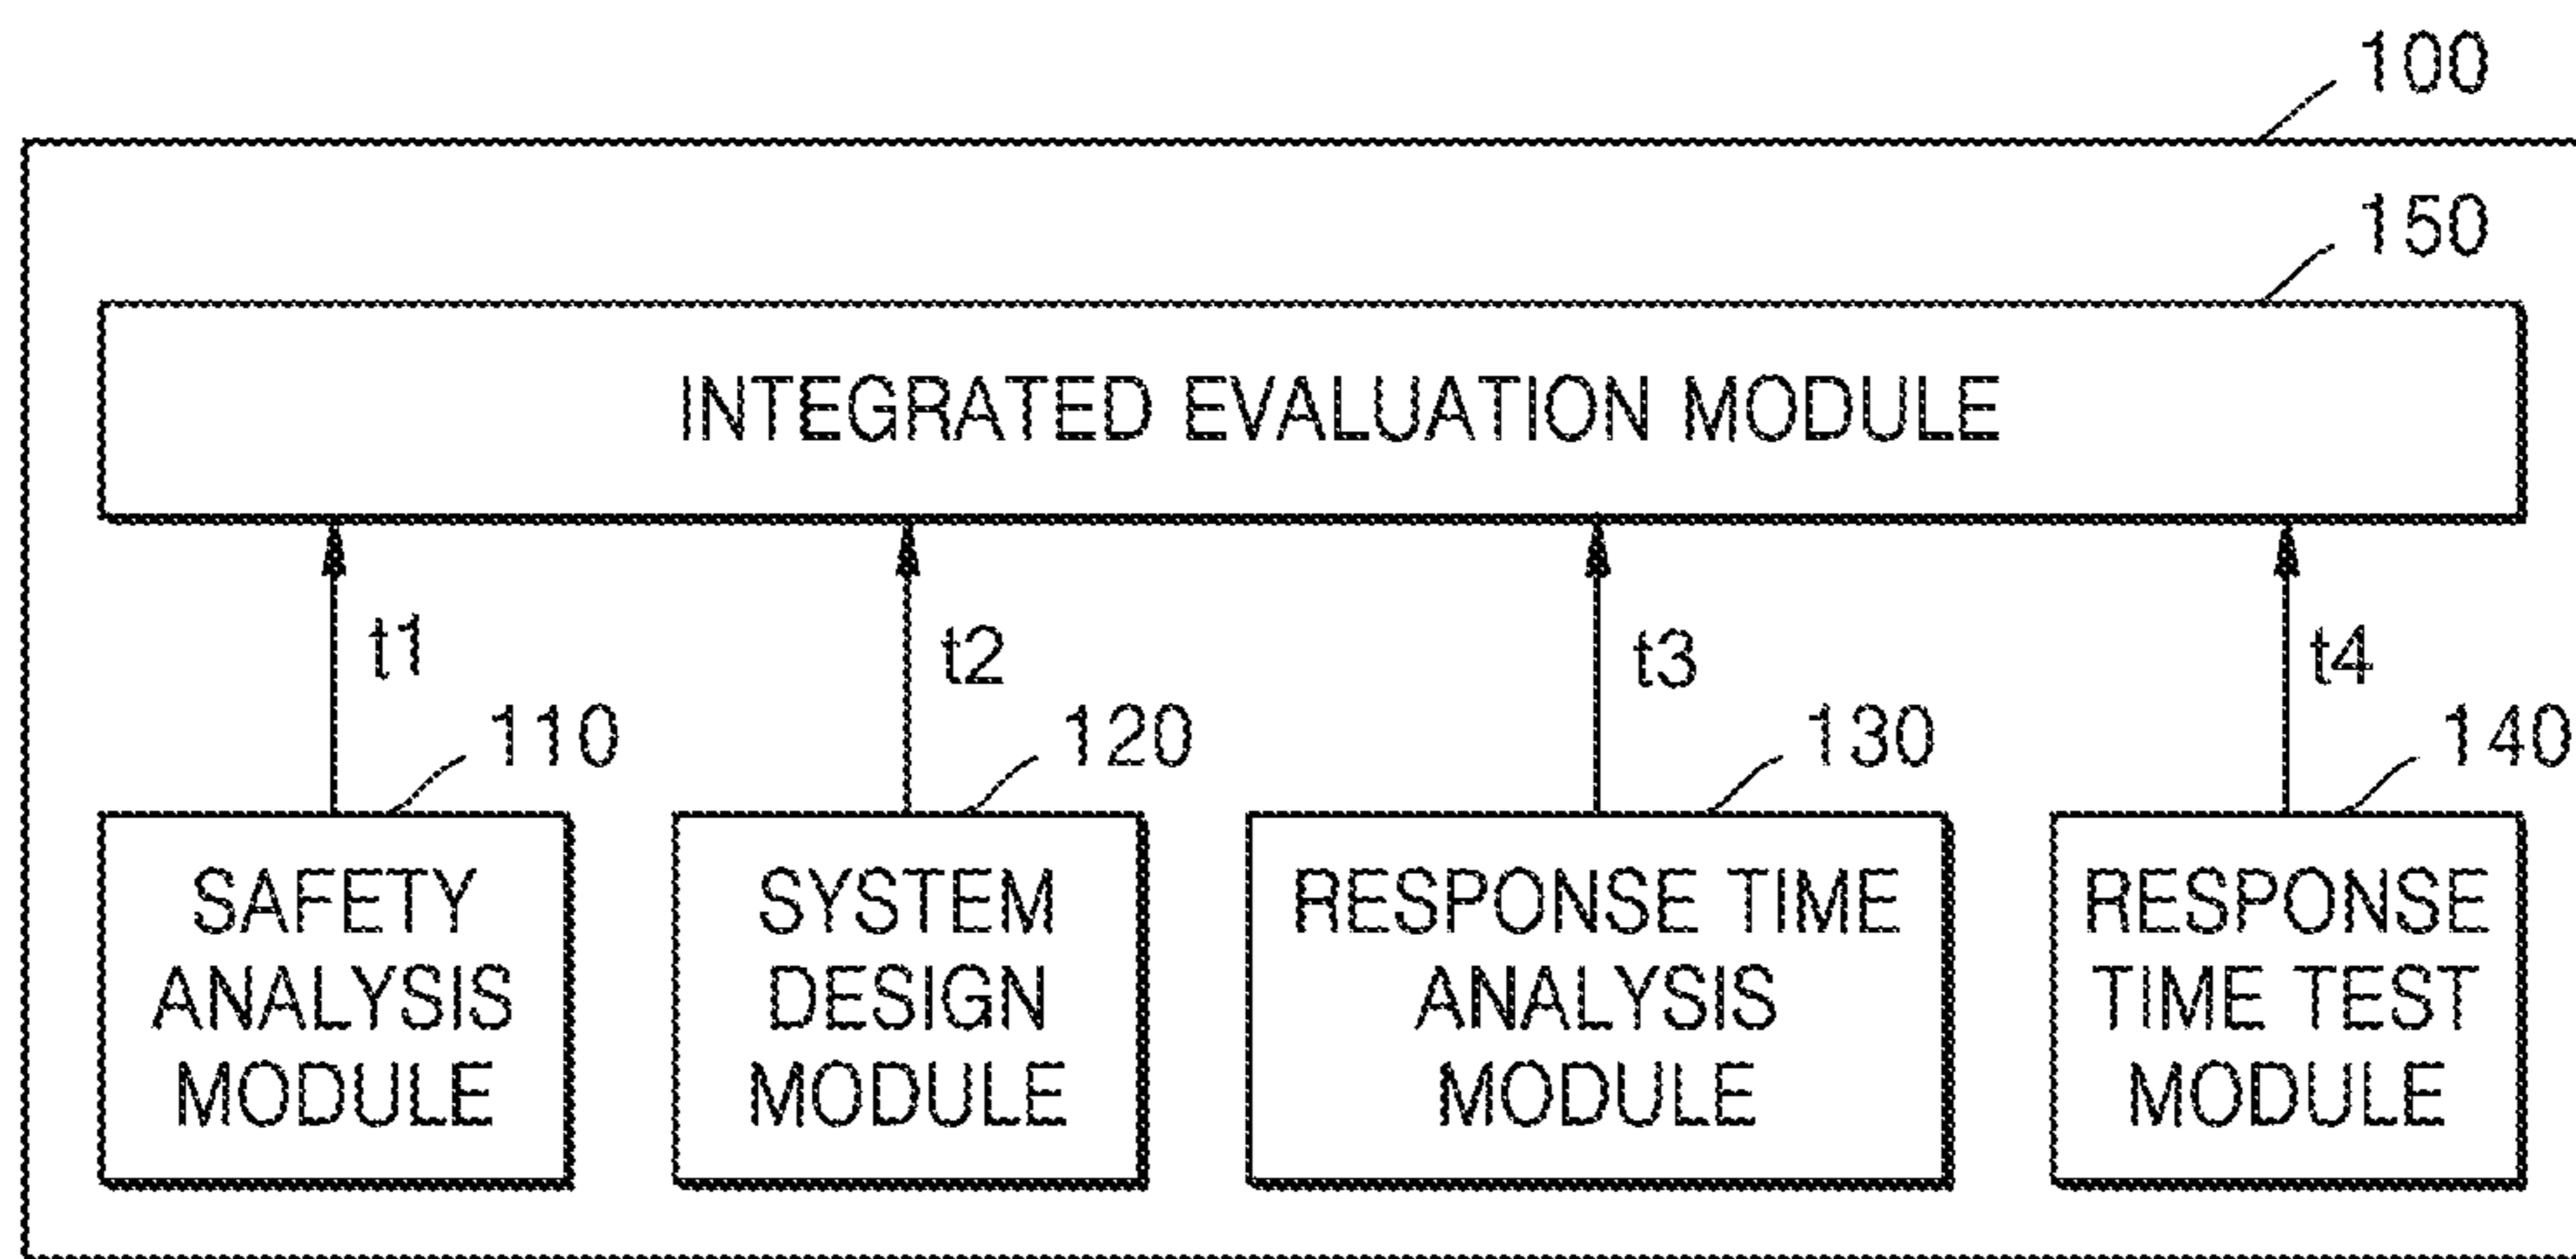 100
150
INTEGRATED EVALUATION MODULE
t1
t2
t3
t4
110
120
130
140
SAFETY
ANALYSIS
MODULE
SYSTEM
DESIGN
MODULE
RESPONSE TIME
ANALYSIS
MODULE
RESPONSE
TIME TEST
MODULE